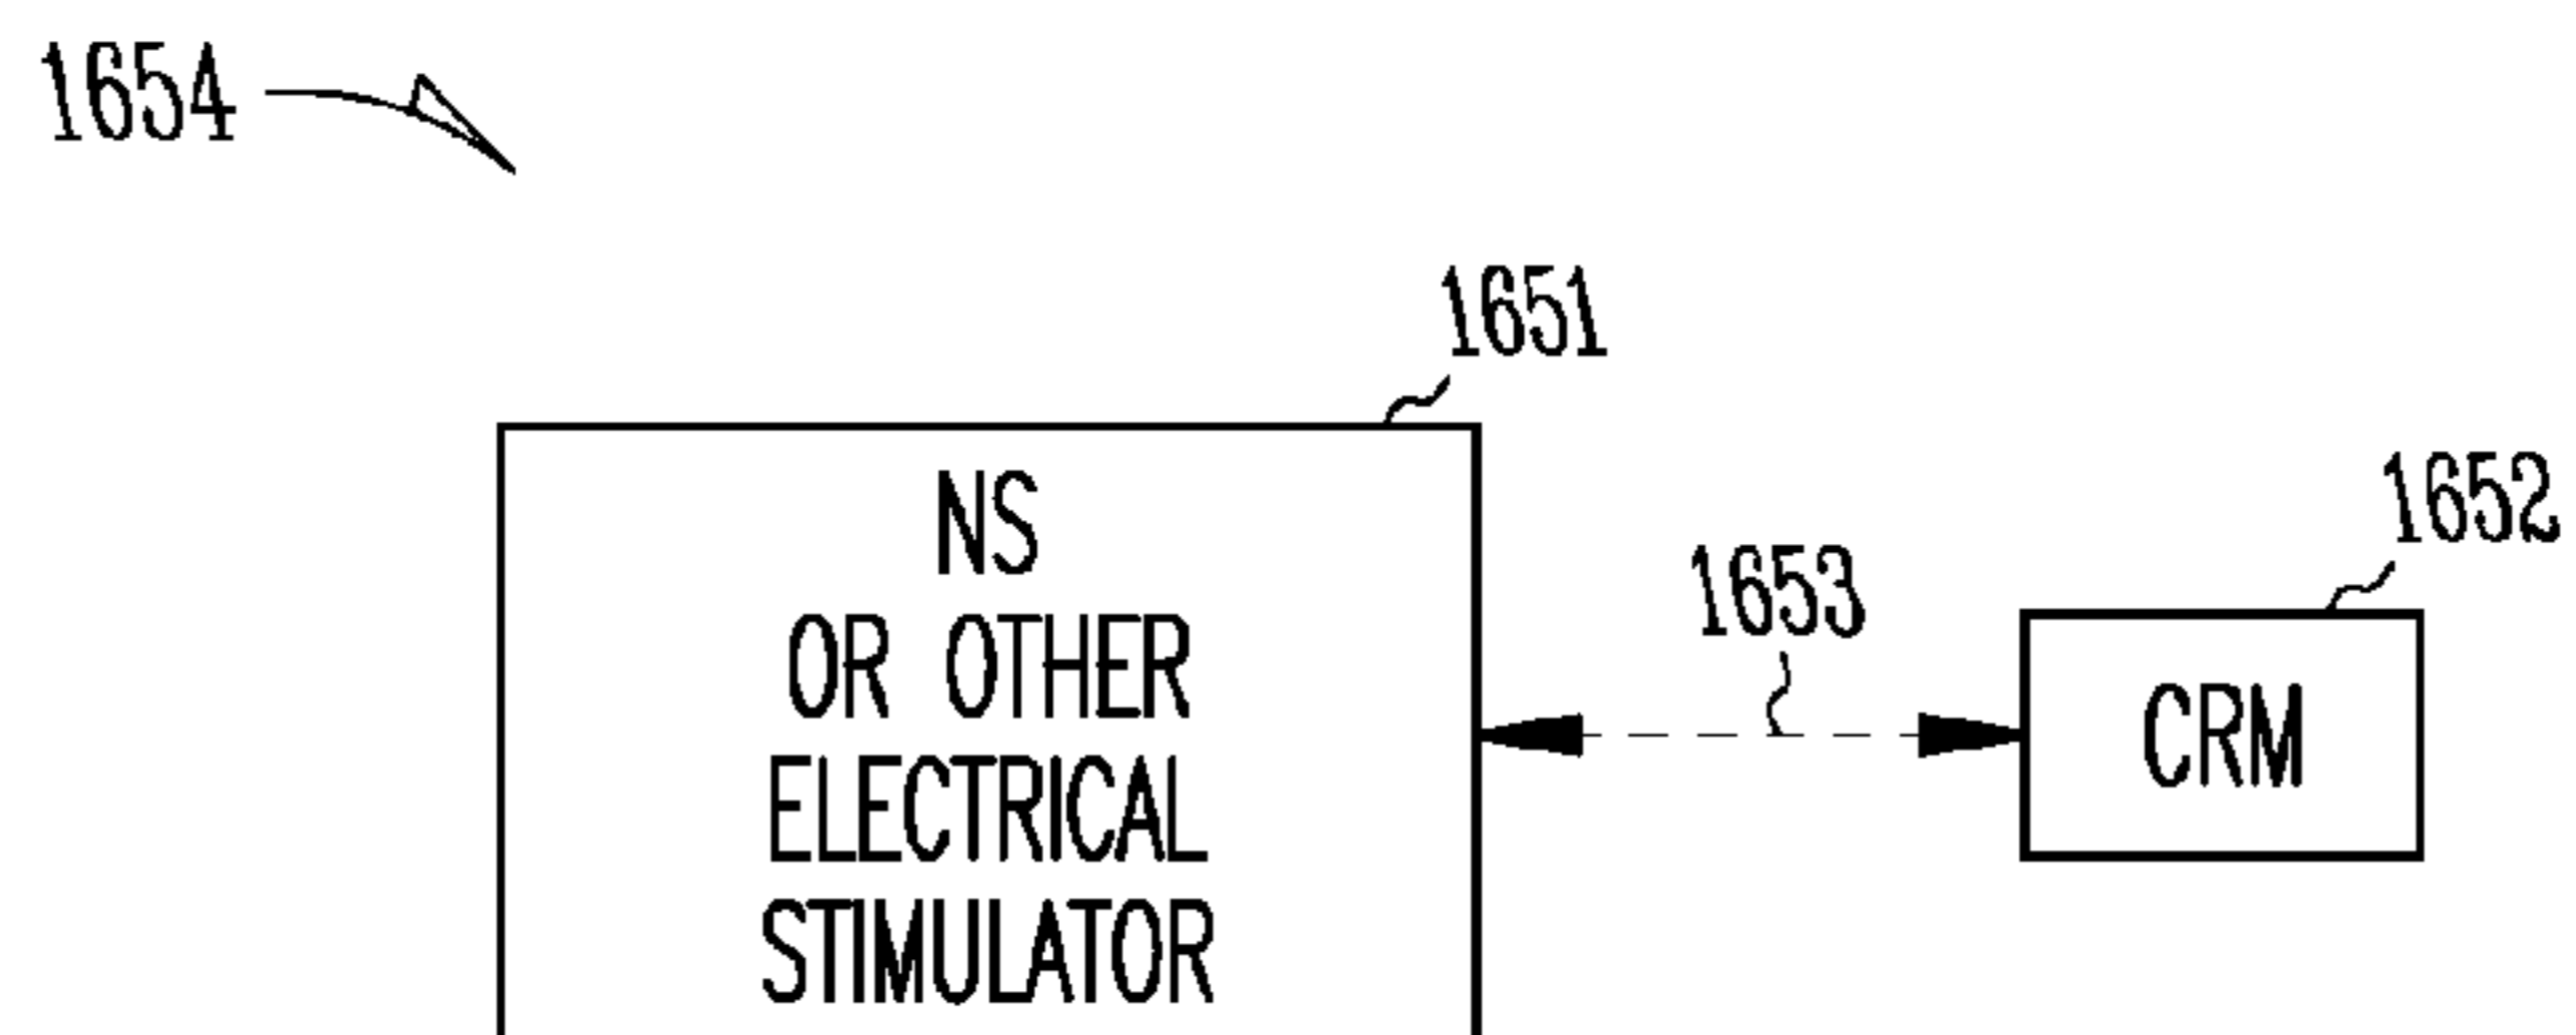 1654
1651
NS
OR OTHER
ELECTRICAL
STIMULATOR
1653
1652
CRM